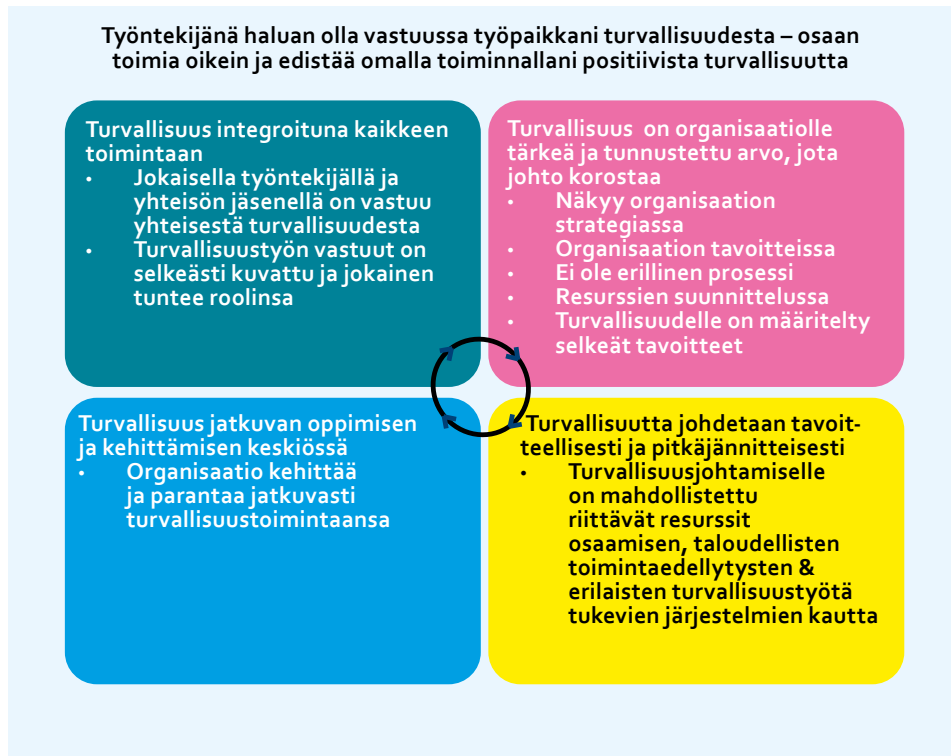 Työntekijänä haluan olla vastuussa työpaikkani turvallisuudesta – osaan
toimia oikein ja edistää omalla toiminnallani positiivista turvallisuutta
Turvallisuus integroituna kaikkeen
toimintaan
• Jokaisella työntekijällä ja
yhteisön jäsenellä on vastuu
yhteisestä turvallisuudesta
• Turvallisuustyön vastuut on
selkeästi kuvattu ja jokainen
tuntee roolinsa
Turvallisuus on organisaatiolle
tärkeä ja tunnustettu arvo, jota
johto korostaa
• Näkyy organisaation
strategiassa
• Organisaation tavoitteissa
• Ei ole erillinen prosessi
• Resurssien suunnittelussa
• Turvallisuudelle on määritelty
selkeät tavoitteet
Turvallisuus jatkuvan oppimisen
ja kehittämisen keskiössä
• Organisaatio kehittää
ja parantaa jatkuvasti
turvallisuustoimintaansa
Turvallisuutta johdetaan tavoit-
teellisesti ja pitkäjännitteisesti
• Turvallisuusjohtamiselle
on mahdollistettu
riittävät resurssit
osaamisen, taloudellisten
toimintaedellytysten &
erilaisten turvallisuustyötä
tukevien järjestelmien kautta